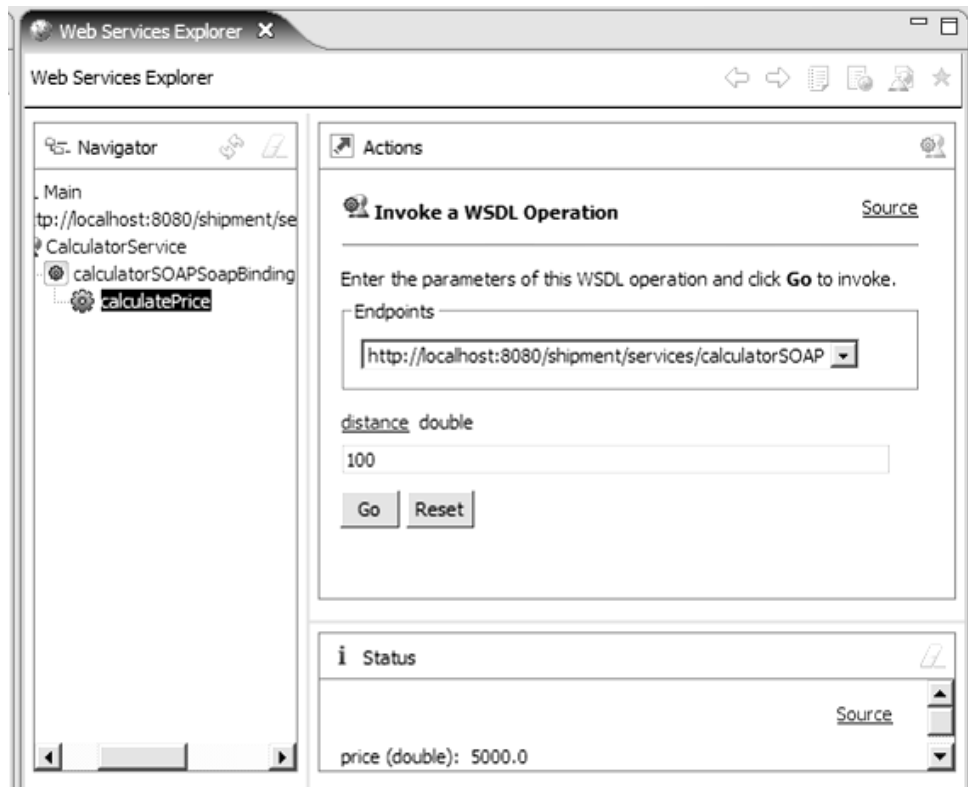 Web Services Explorer
Web Services Explorer
Navigator
Main
tp://localhost:8080/shipment/se
CalculatorService
calculatorSOAPSoapBinding
calculatePrice
Actions
Invoke a WSDL Operation
Source
Enter the parameters of this WSDL operation and click Go to invoke.
Endpoints
http://localhost:8080/shipment/services/calculatorSOAP
distance double
100
Go Reset
i Status
Source
price (double): 5000.0